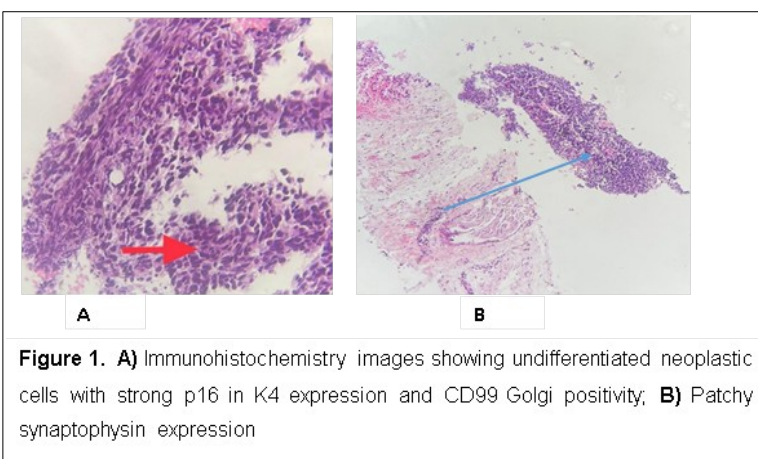 A
B
Figure 1. A) Immunohistochemistry images showing undifferentiated neoplastic
cells with strong p16 in K4 expression and CD99 Golgi positivity; B) Patchy
synaptophysin expression